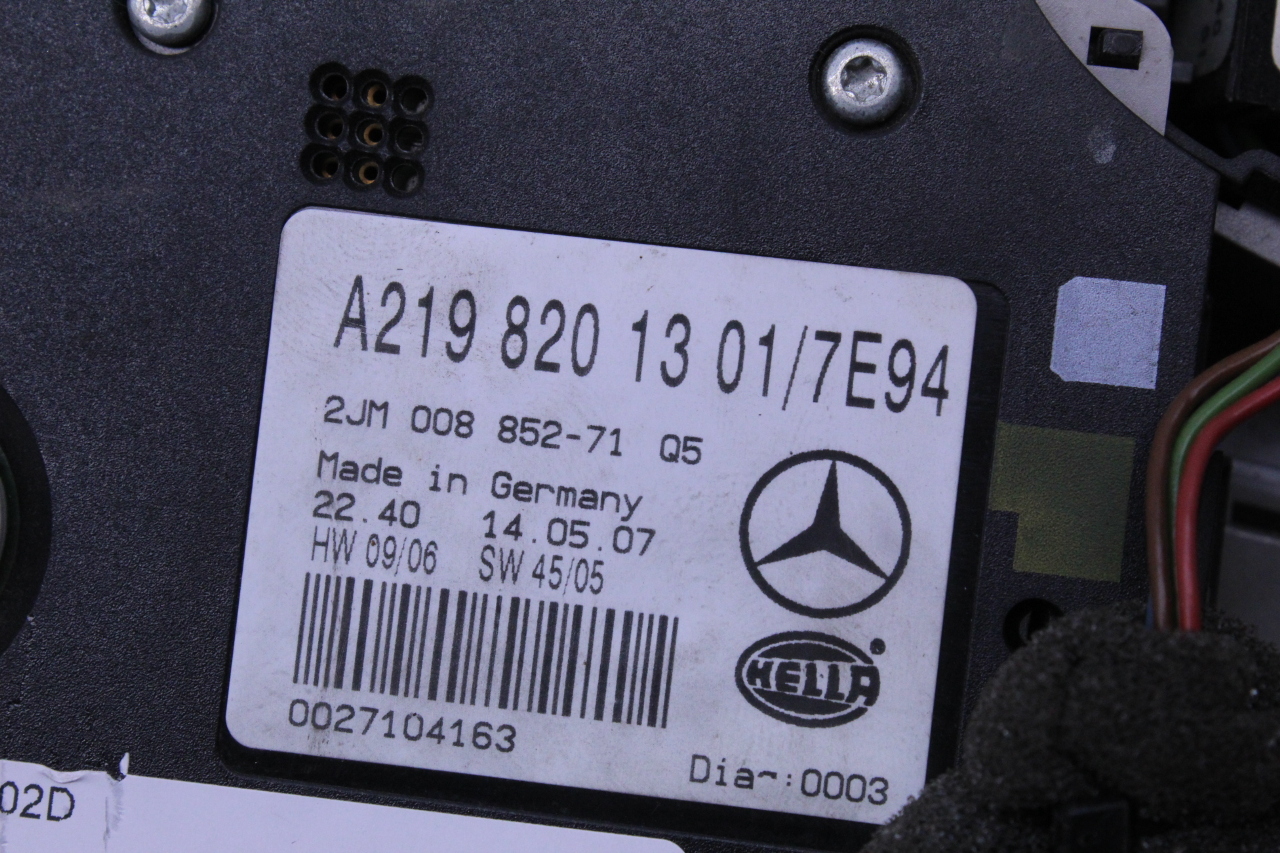 A219 820 13 01/7E94
2JM 008 852-71 Q5
Made in Germany
22.40 14.05.07
HW 09/06 SW 45/05
HELLA®
0027104163
Dia~:0003
02D